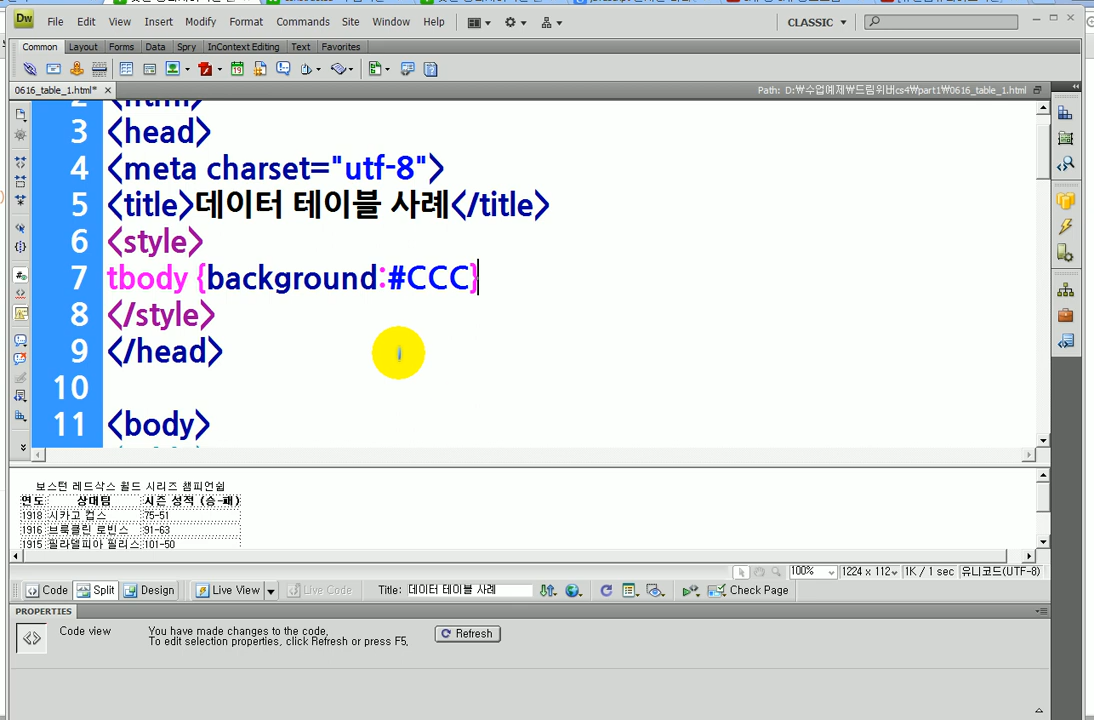 Dw File Edit View Insert Modify Format Commands Site Window Help CLASSIC
Common Layout Forms Data Spry InContext Editing Text Favorites
0616_table_1.html* Path: D:₩수업예제₩드림위버cs4₩part1₩0616_table_1.html
3 <head>
4 <meta charset="utf-8">
5 <title>데이터 테이블 사례</title>
6 <style>
7 tbody {background:#CCC}
8 </style>
9 </head>
10
11 <body>
보스턴 레드삭스 월드 시리즈 챔피언쉽
연도 상대팀 시즌 성적 (승-패)
1918 시카고 컵스 75-51
1916 브룩클린 로빈스 91-63
1915 필라델피아 필리스 101-50
100% 1224 x 112 1K / 1 sec 유니코드(UTF-8)
Code Split Design Live View Live Code Title: 데이터 테이블 사례 Check Page
PROPERTIES
Code view You have made changes to the code, Refresh
To edit selection properties, click Refresh or press F5,